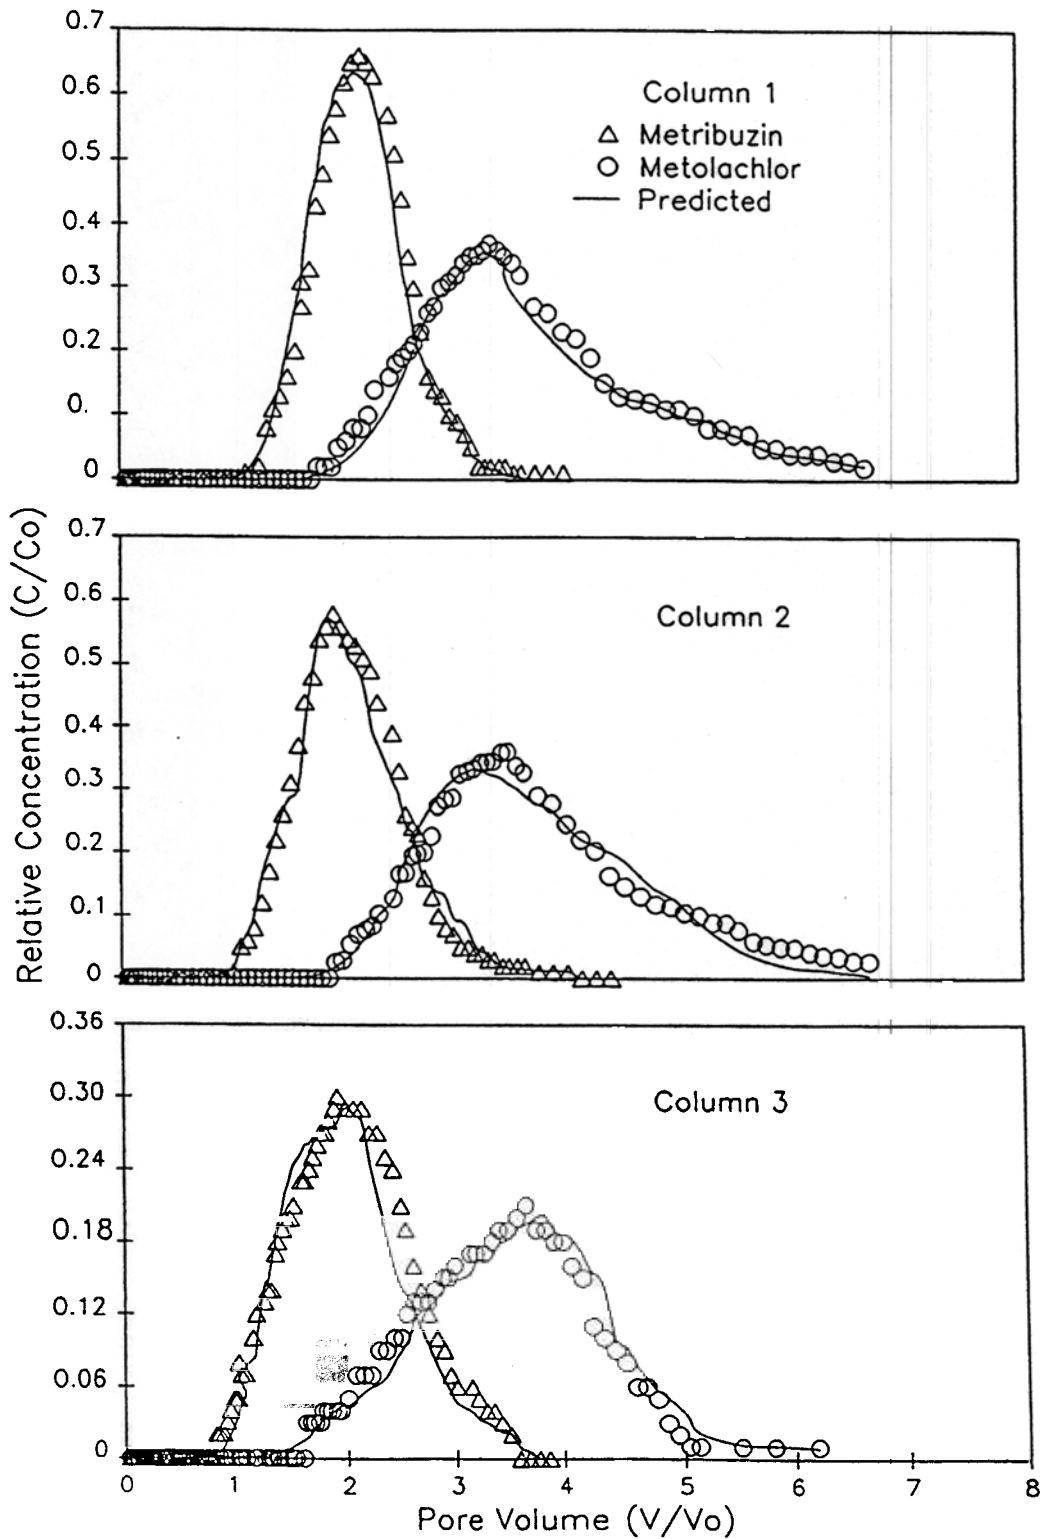 0.7
0.6
0.5
0.4
0.3
0.2
0.
0
Column 1
△ Metribuzin
○ Metolachlor
— Predicted
Relative Concentration (C/Co)
0.7
0.6
0.5
0.4
0.3
0.2
0.1
0
Column 2
0.36
0.30
0.24
0.18
0.12
0.06
0
Column 3
0 1 2 3 4 5 6 7 8
Pore Volume (V/Vo)